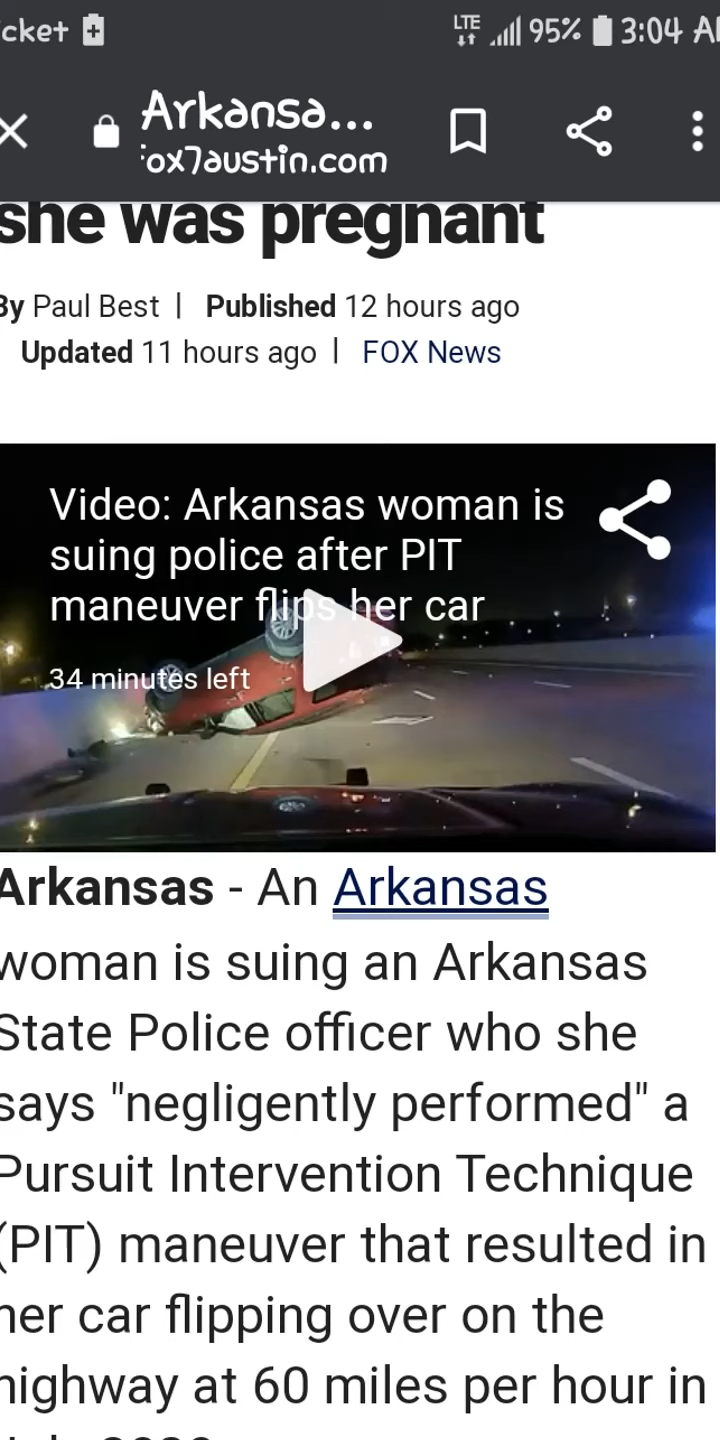 cket LTE 95% 3:04 A
Arkansa...
fox7austin.com
she was pregnant
By Paul Best | Published 12 hours ago
Updated 11 hours ago | FOX News
Video: Arkansas woman is
suing police after PIT
maneuver flips her car
34 minutes left
Arkansas - An Arkansas
woman is suing an Arkansas
State Police officer who she
says "negligently performed" a
Pursuit Intervention Technique
(PIT) maneuver that resulted in
her car flipping over on the
highway at 60 miles per hour in